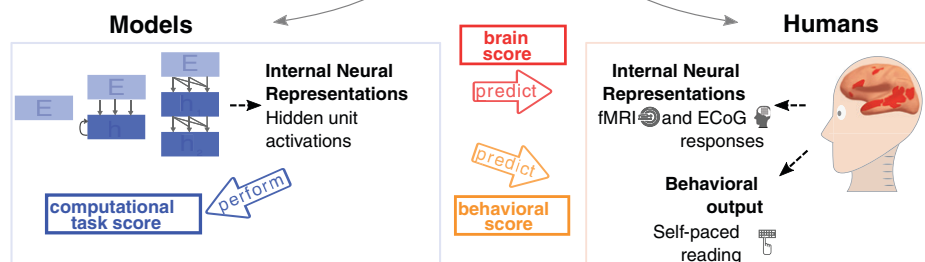 Models
Humans
E
E
h
E
h
h
Internal Neural
Representations
Hidden unit
activations
perform
computational
task score
brain
score
predict
predict
behavioral
score
Internal Neural
Representations
fMRI and ECoG
responses
Behavioral
output
Self-paced
reading